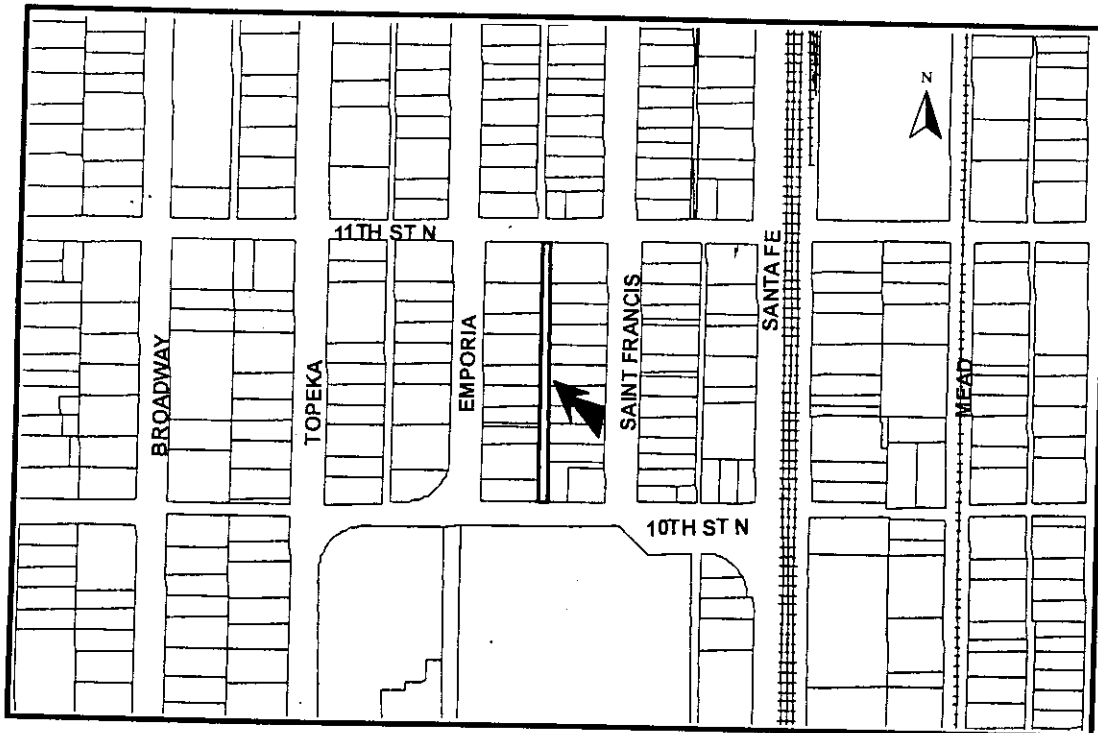 N
11TH ST N
BROADWAY
TOPEKA
EMPORIA
SAINT FRANCIS
SANTA FE
MEAD
10TH ST N